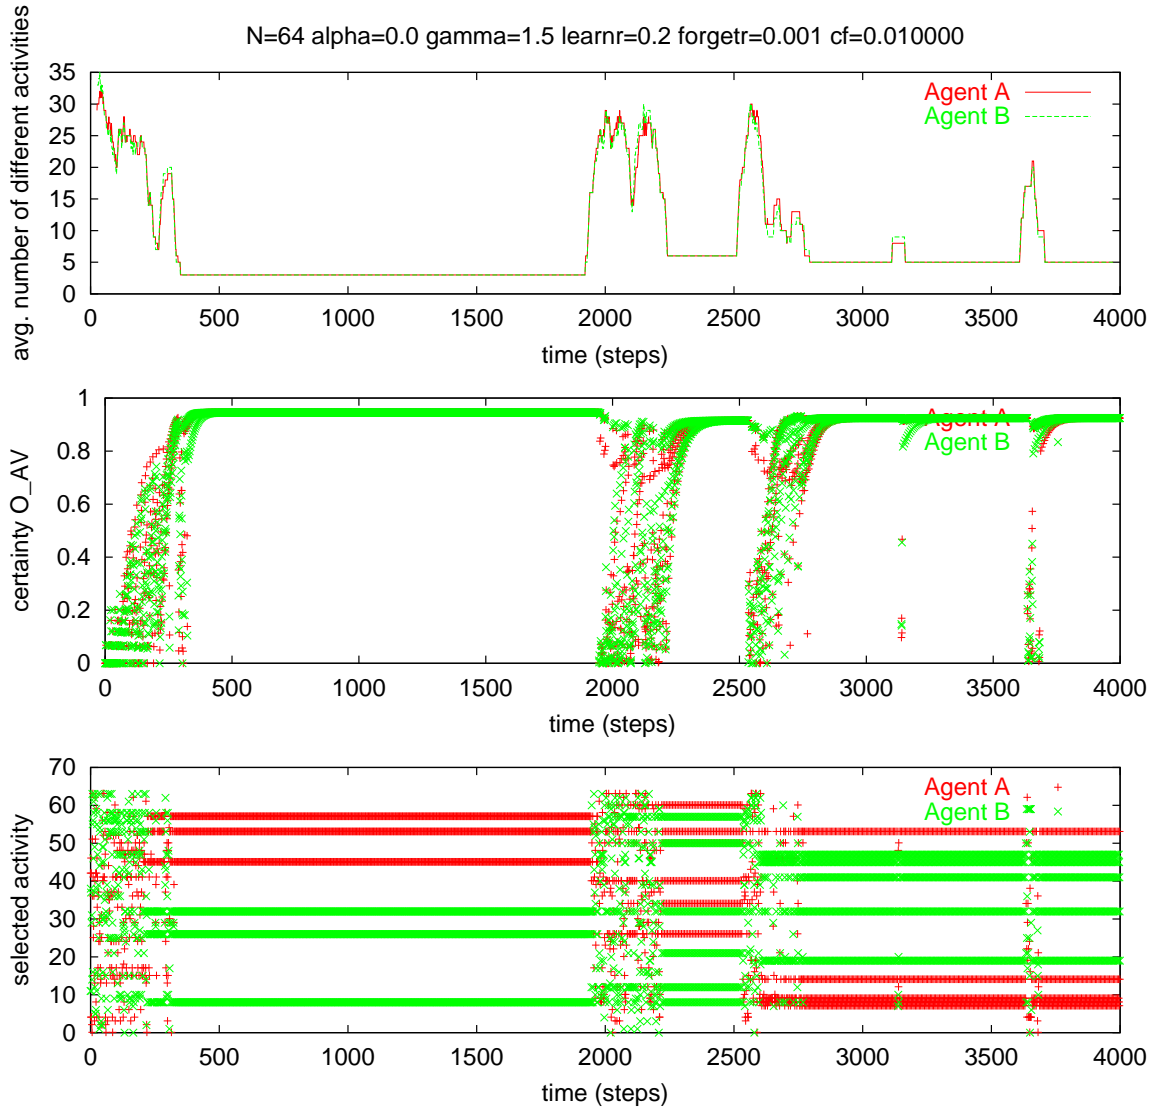 N=64 alpha=0.0 gamma=1.5 learnr=0.2 forgetr=0.001 cf=0.010000
avg. number of different activities
35
30
25
20
15
10
5
0
Agent A
Agent B
0 500 1000 1500 2000 2500 3000 3500 4000
time (steps)
certainty O_AV
1
0.8
0.6
0.4
0.2
0
Agent A
Agent B
0 500 1000 1500 2000 2500 3000 3500 4000
time (steps)
selected activity
70
60
50
40
30
20
10
0
Agent A
Agent B
0 500 1000 1500 2000 2500 3000 3500 4000
time (steps)